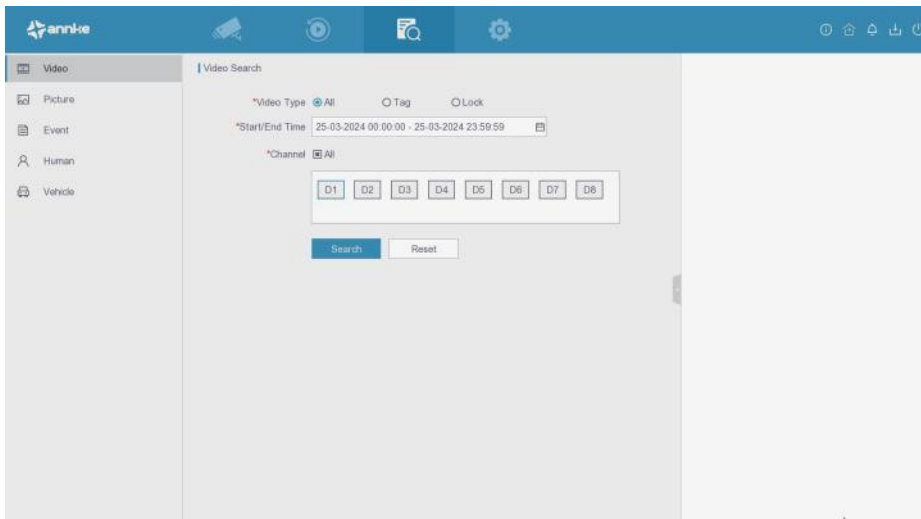 annke
Video
Picture
Event
Human
Vehicle
Video Search
*Video Type All Tag Lock
*Start/End Time 25-03-2024 00:00:00 - 25-03-2024 23:59:59
*Channel All
D1 D2 D3 D4 D5 D6 D7 D8
Search Reset